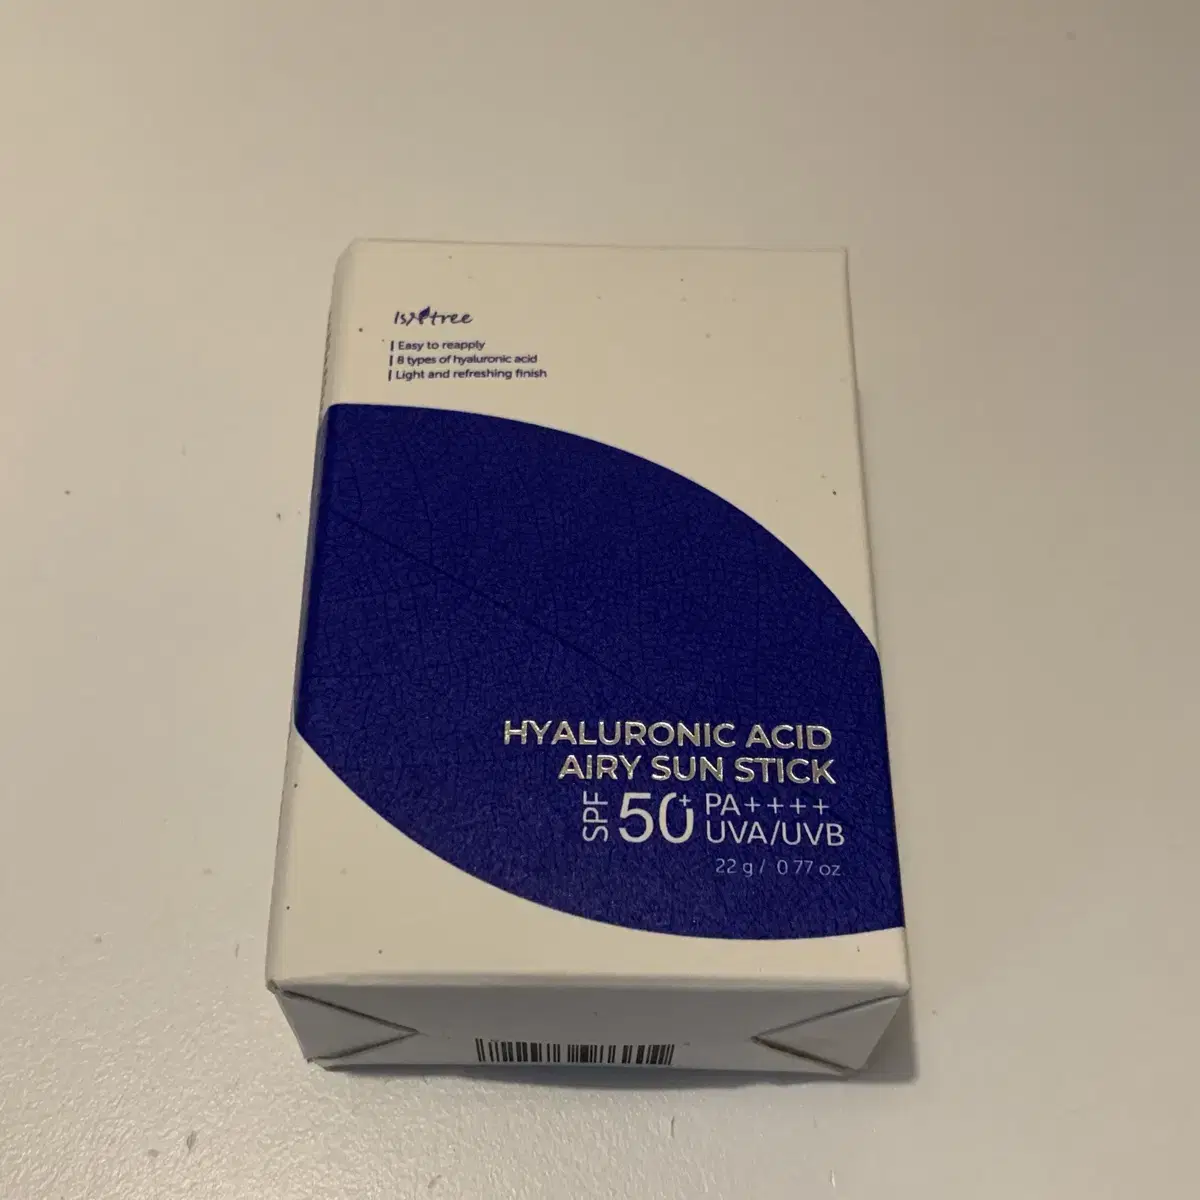 Isntree
| Easy to reapply
| 8 types of hyaluronic acid
| Light and refreshing finish
HYALURONIC ACID
AIRY SUN STICK
SPF 50+ PA++++
UVA/UVB
22 g / 0.77 oz.